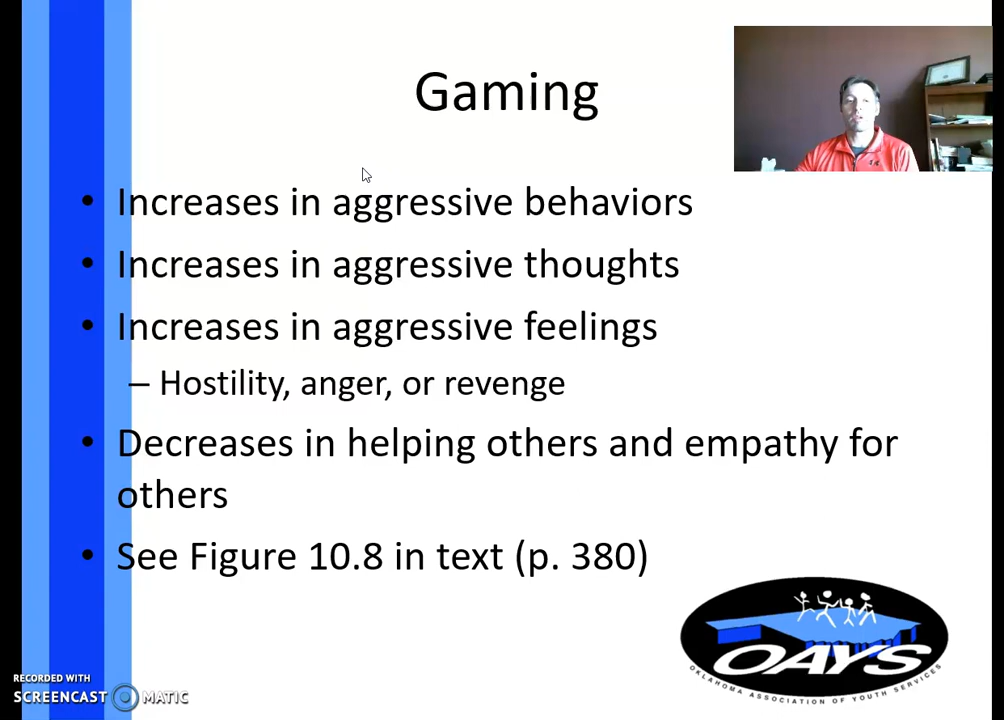 Gaming
• Increases in aggressive behaviors
• Increases in aggressive thoughts
• Increases in aggressive feelings
– Hostility, anger, or revenge
• Decreases in helping others and empathy for
others
• See Figure 10.8 in text (p. 380)
OAYS
OKLAHOMA ASSOCIATION OF YOUTH SERVICES
RECORDED WITH
SCREENCAST MATIC